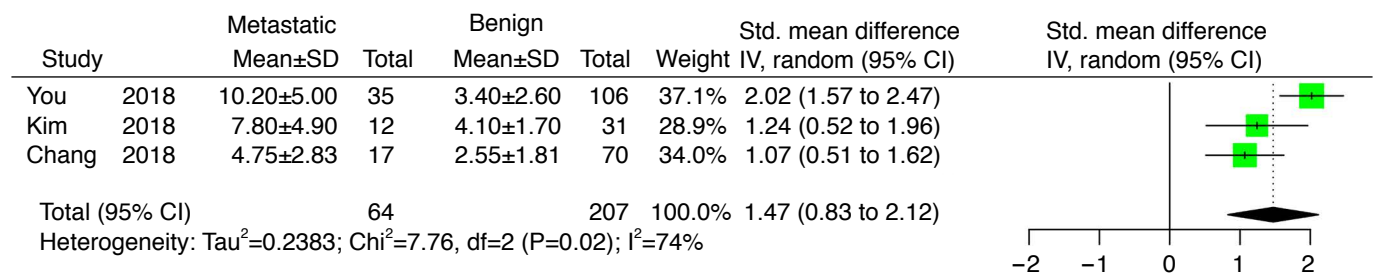 Metastatic Benign Std. mean difference Std. mean difference
Study Mean±SD Total Mean±SD Total Weight IV, random (95% CI) IV, random (95% CI)
You 2018 10.20±5.00 35 3.40±2.60 106 37.1% 2.02 (1.57 to 2.47)
Kim 2018 7.80±4.90 12 4.10±1.70 31 28.9% 1.24 (0.52 to 1.96)
Chang 2018 4.75±2.83 17 2.55±1.81 70 34.0% 1.07 (0.51 to 1.62)
Total (95% CI) 64 207 100.0% 1.47 (0.83 to 2.12)
Heterogeneity: Tau²=0.2383; Chi²=7.76, df=2 (P=0.02); I²=74%
−2 −1 0 1 2